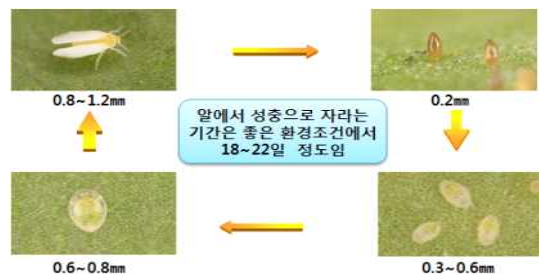 0.8~1.2mm
0.2mm
알에서 성충으로 자라는
기간은 좋은 환경조건에서
18~22일 정도임
0.6~0.8mm
0.3~0.6mm